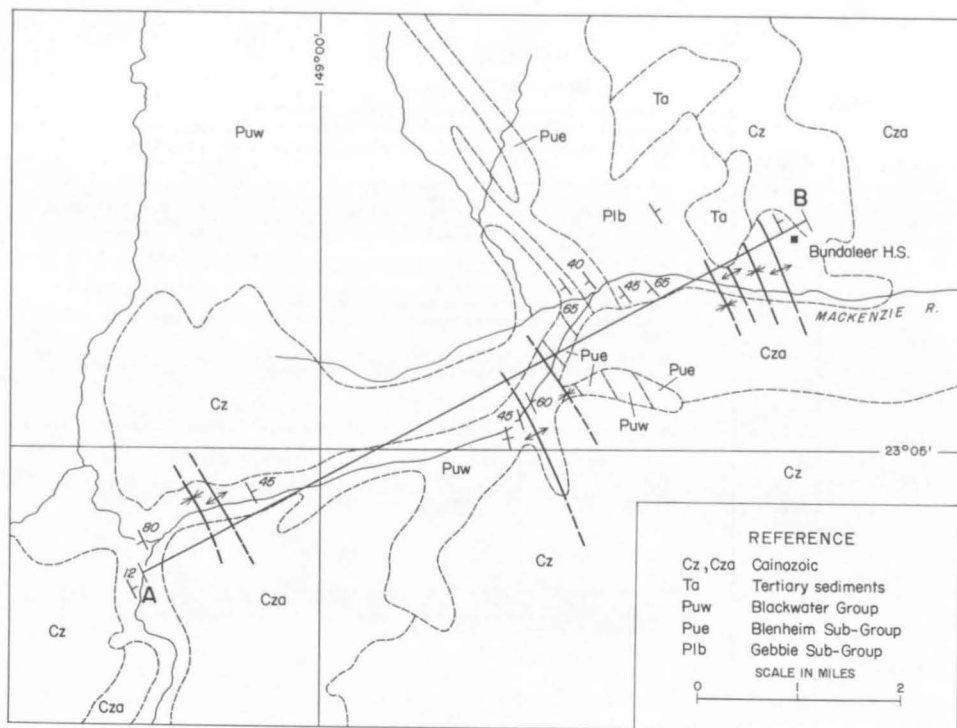 149°00'
Ta
Puw
Pue
Cz
Cza
B
Plb
Ta
Bundaleer H.S.
40
45
65
65
MACKENZIE R.
Cza
Pue
Pue
Cz
60
Puw
45
23°05'
Puw
Cz
45
80
Cz
12
A
Cza
Cz
Cza
REFERENCE
Cz, Cza Cainozoic
Ta Tertiary sediments
Puw Blackwater Group
Pue Blenheim Sub-Group
Plb Gebbie Sub-Group
SCALE IN MILES
0 1 2